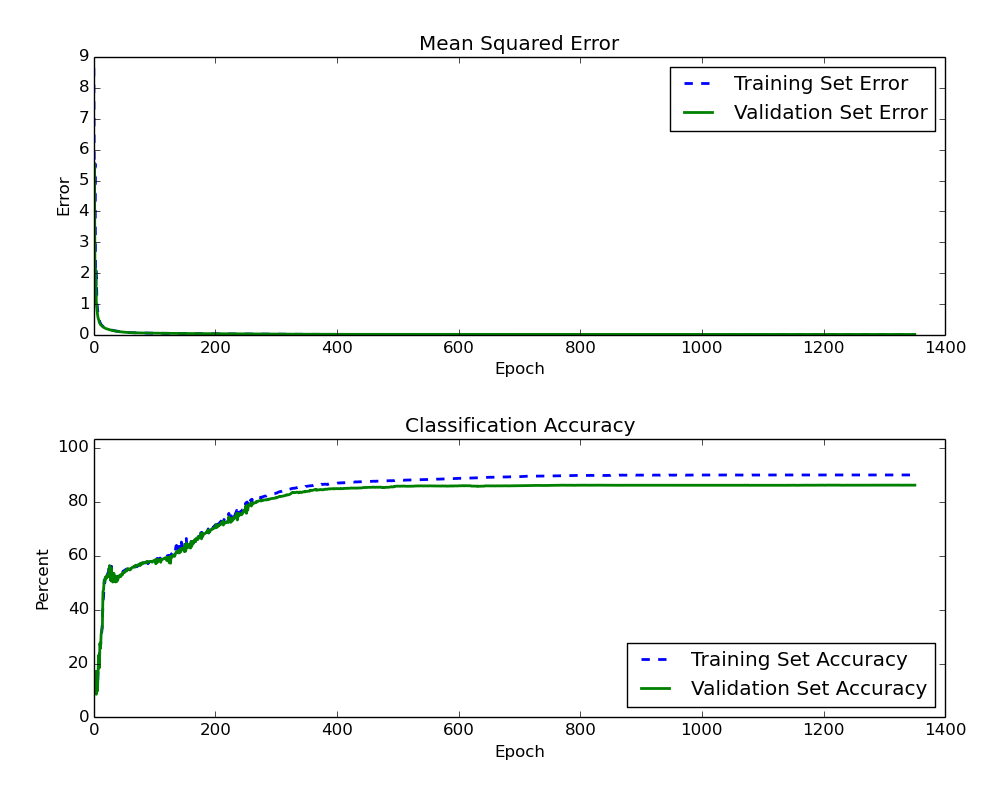 Mean Squared Error
9
8
7
6
5
4
3
2
1
0
Error
Training Set Error
Validation Set Error
0 200 400 600 800 1000 1200 1400
Epoch
Classification Accuracy
100
80
60
40
20
0
Percent
Training Set Accuracy
Validation Set Accuracy
0 200 400 600 800 1000 1200 1400
Epoch